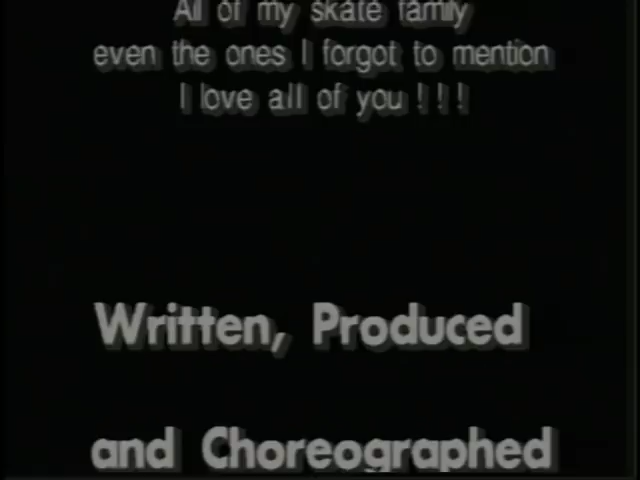 All of my skate family
even the ones I forgot to mention
I love all of you ! ! !
Written, Produced
and Choreographed